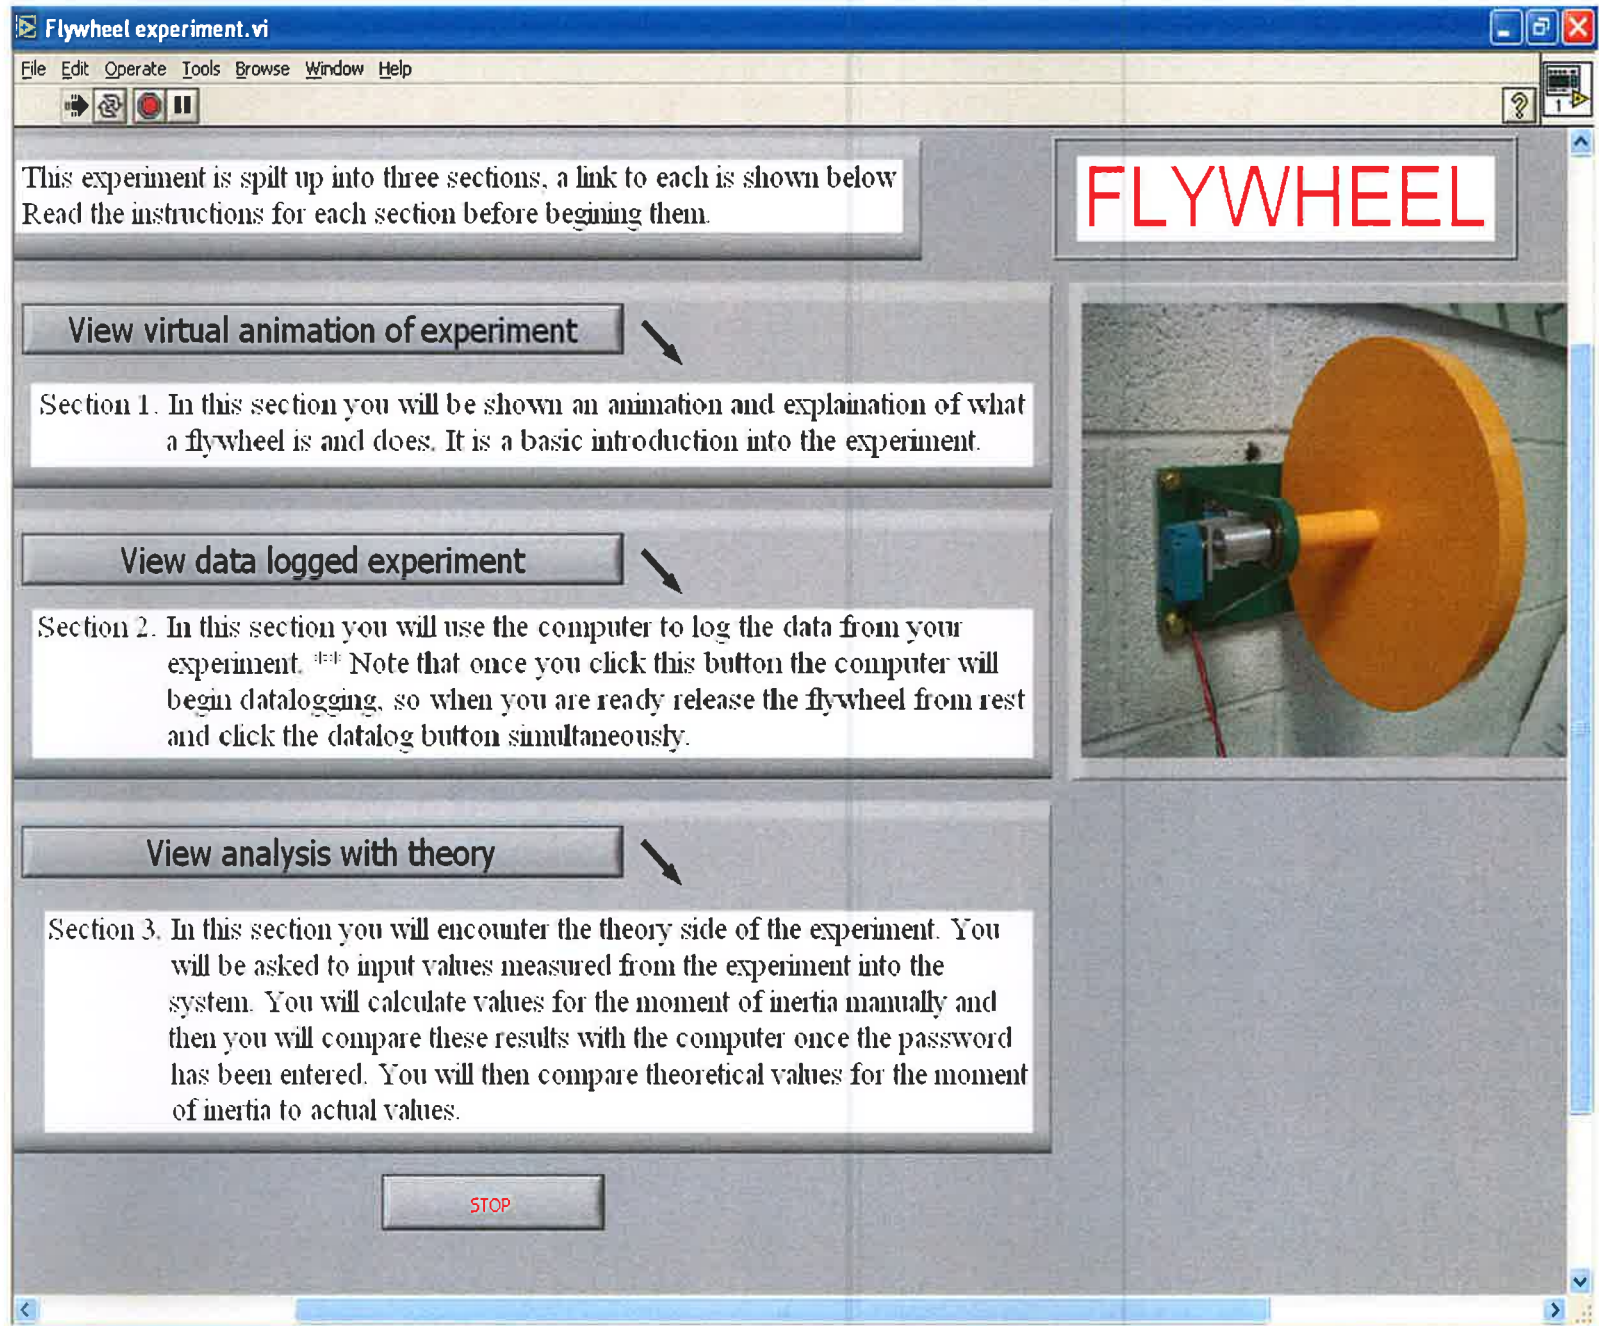 Flywheel experiment.vi
File Edit Operate Tools Browse Window Help
This experiment is spilt up into three sections, a link to each is shown below
Read the instructions for each section before begining them.
FLYWHEEL
View virtual animation of experiment
Section 1. In this section you will be shown an animation and explaination of what
a flywheel is and does. It is a basic introduction into the experiment.
View data logged experiment
Section 2. In this section you will use the computer to log the data from your
experiment. ** Note that once you click this button the computer will
begin datalogging, so when you are ready release the flywheel from rest
and click the datalog button simultaneously.
View analysis with theory
Section 3. In this section you will encounter the theory side of the experiment. You
will be asked to input values measured from the experiment into the
system. You will calculate values for the moment of inertia manually and
then you will compare these results with the computer once the password
has been entered. You will then compare theoretical values for the moment
of inertia to actual values.
STOP
? 1